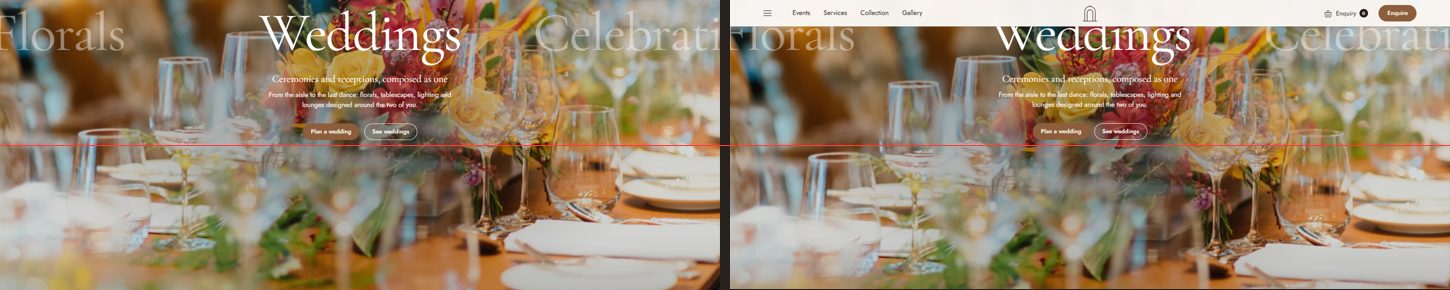 Florals Weddings Celebrati
Ceremonies and receptions, composed as one
From the aisle to the last dance: florals, tablescapes, lighting and
lounges designed around the two of you.
Plan a wedding See weddings
Events Services Collection Gallery Enquiry 0 Enquire
Florals Weddings Celebrati
Ceremonies and receptions, composed as one
From the aisle to the last dance: florals, tablescapes, lighting and
lounges designed around the two of you.
Plan a wedding See weddings